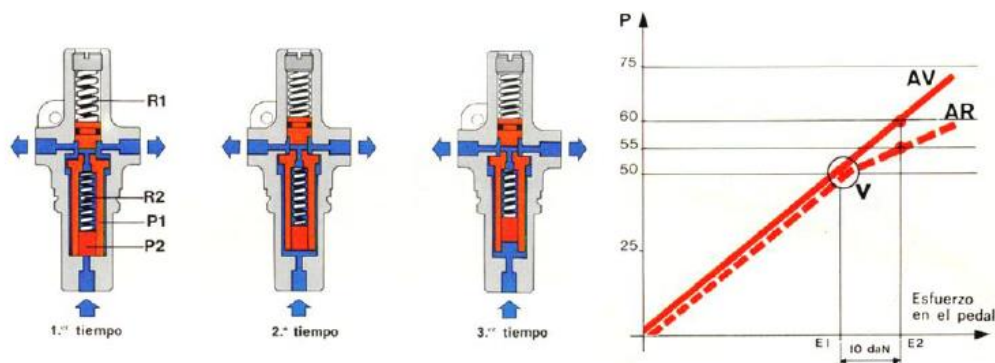 R1
R2
P1
P2
1.er tiempo
2.° tiempo
3.er tiempo
P
75
60
55
50
25
AV
AR
V
Esfuerzo
en el pedal
E1
10 daN
E2